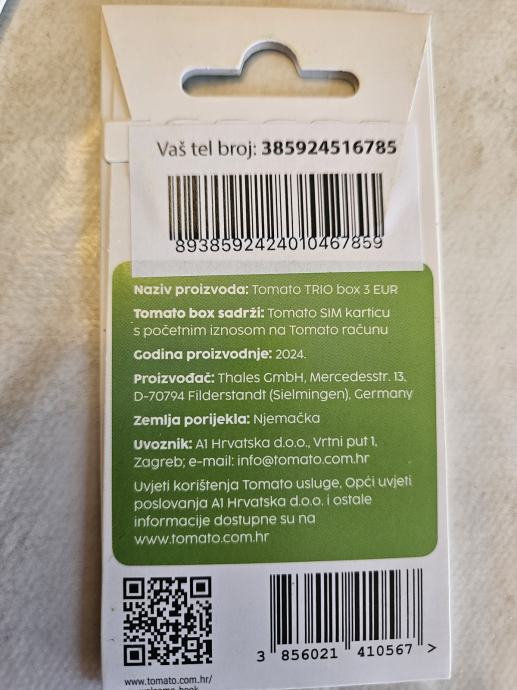 Vaš tel broj: 385924516785
8938592424010467859
Naziv proizvoda: Tomato TRIO box 3 EUR
Tomato box sadrži: Tomato SIM karticu
s početnim iznosom na Tomato računu
Godina proizvodnje: 2024.
Proizvođač: Thales GmbH, Mercedesstr. 13,
D-70794 Filderstandt (Sielmingen), Germany
Zemlja porijekla: Njemačka
Uvoznik: A1 Hrvatska d.o.o., Vrtni put 1,
Zagreb; e-mail: info@tomato.com.hr
Uvjeti korištenja Tomato usluge, Opći uvjeti
poslovanja A1 Hrvatska d.o.o. i ostale
informacije dostupne su na
www.tomato.com.hr
3 856021 410567 >
www.tomato.com.hr/
welcome-book